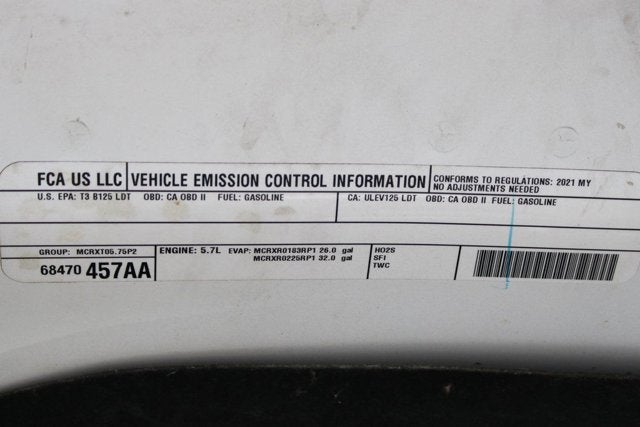 FCA US LLC
VEHICLE EMISSION CONTROL INFORMATION
CONFORMS TO REGULATIONS: 2021 MY
NO ADJUSTMENTS NEEDED
U.S. EPA: T3 B125 LDT OBD: CA OBD II FUEL: GASOLINE
CA: ULEV125 LDT OBD: CA OBD II FUEL: GASOLINE
GROUP: MCRXT05.75P2
68470 457AA
ENGINE: 5.7L EVAP: MCRXR0183RP1 26.0 gal
MCRXR0225RP1 32.0 gal
HO2S
SFI
TWC